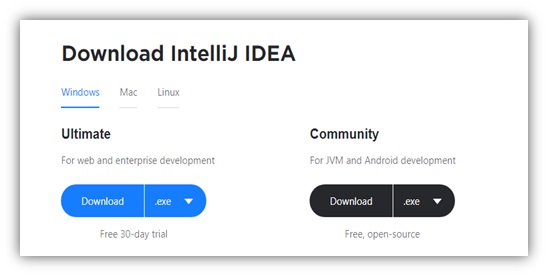 Download IntelliJ IDEA
Windows Mac Linux
Ultimate
For web and enterprise development
Download .exe
Free 30-day trial
Community
For JVM and Android development
Download .exe
Free, open-source